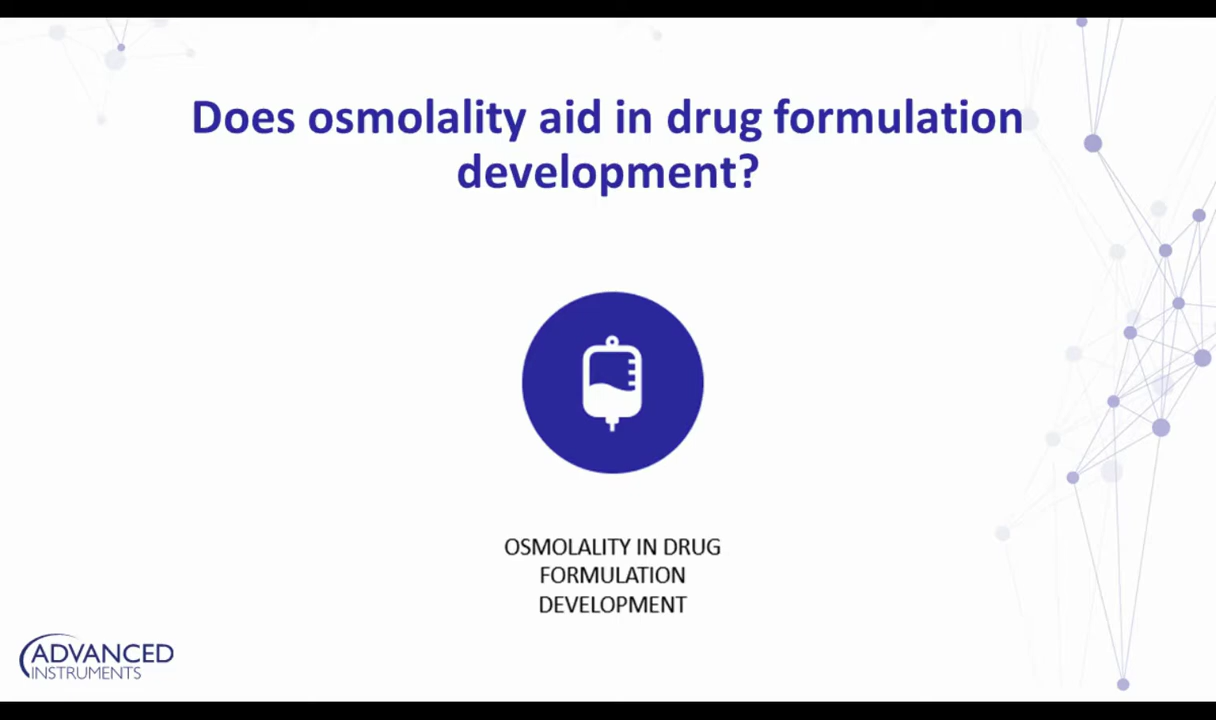 Does osmolality aid in drug formulation
development?
OSMOLALITY IN DRUG
FORMULATION
DEVELOPMENT
ADVANCED
INSTRUMENTS